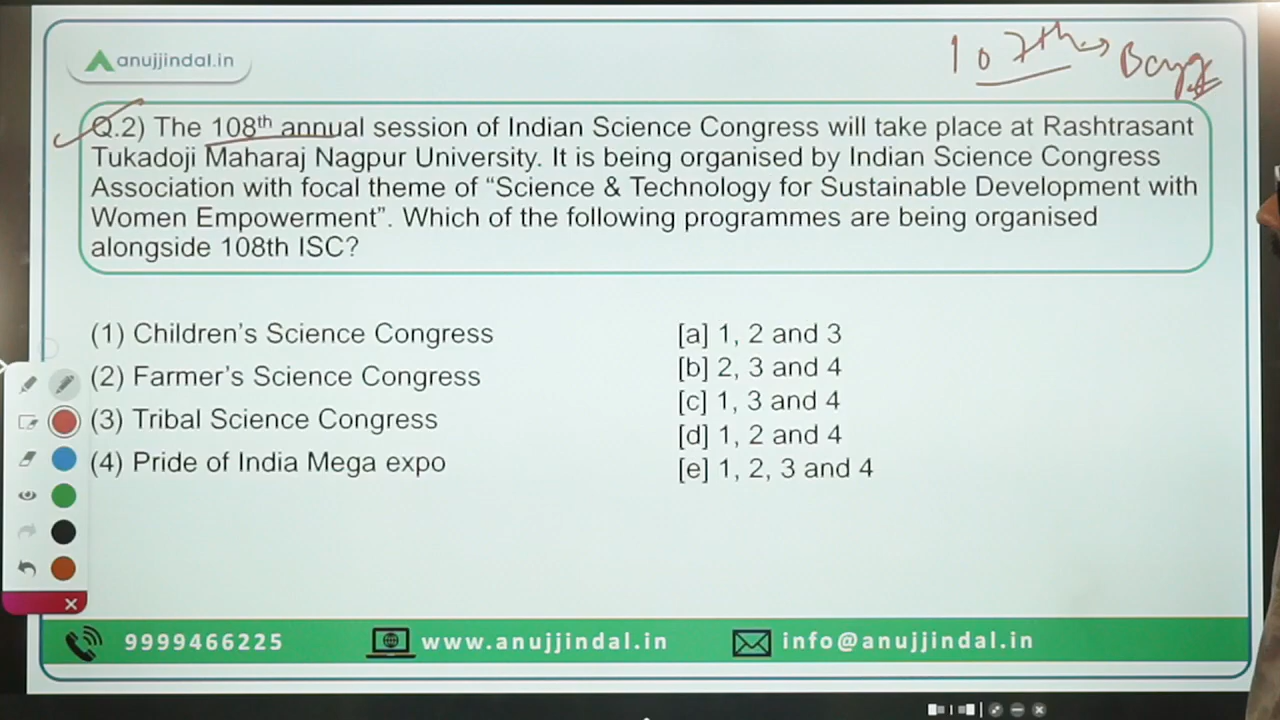 anujjindal.in
107th → Bang
Q.2) The 108th annual session of Indian Science Congress will take place at Rashtrasant
Tukadoji Maharaj Nagpur University. It is being organised by Indian Science Congress
Association with focal theme of “Science & Technology for Sustainable Development with
Women Empowerment”. Which of the following programmes are being organised
alongside 108th ISC?
(1) Children’s Science Congress
(2) Farmer’s Science Congress
(3) Tribal Science Congress
(4) Pride of India Mega expo
[a] 1, 2 and 3
[b] 2, 3 and 4
[c] 1, 3 and 4
[d] 1, 2 and 4
[e] 1, 2, 3 and 4
9999466225
www.anujjindal.in
info@anujjindal.in